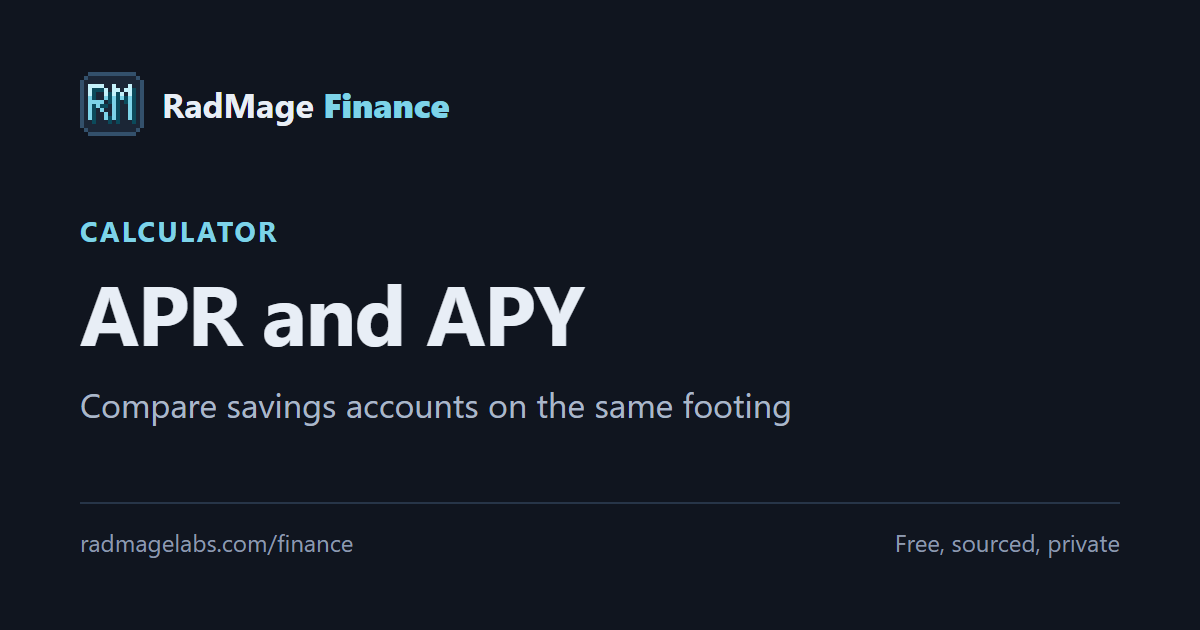 RM
RadMage Finance
CALCULATOR
APR and APY
Compare savings accounts on the same footing
radmagelabs.com/finance
Free, sourced, private